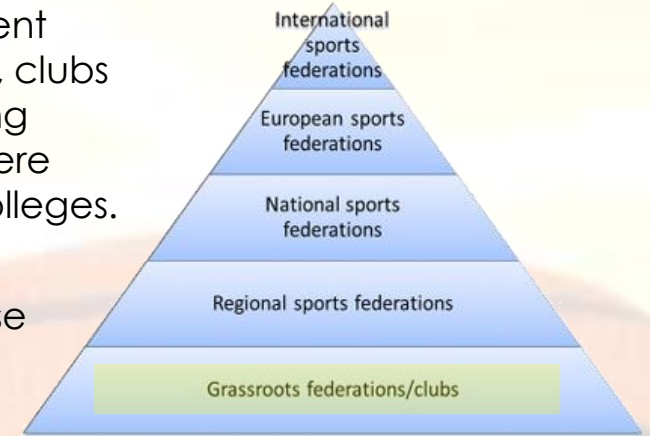 ent
, clubs
ng
ere
olleges.
se
International
sports
federations
European sports
federations
National sports
federations
Regional sports federations
Grassroots federations/clubs